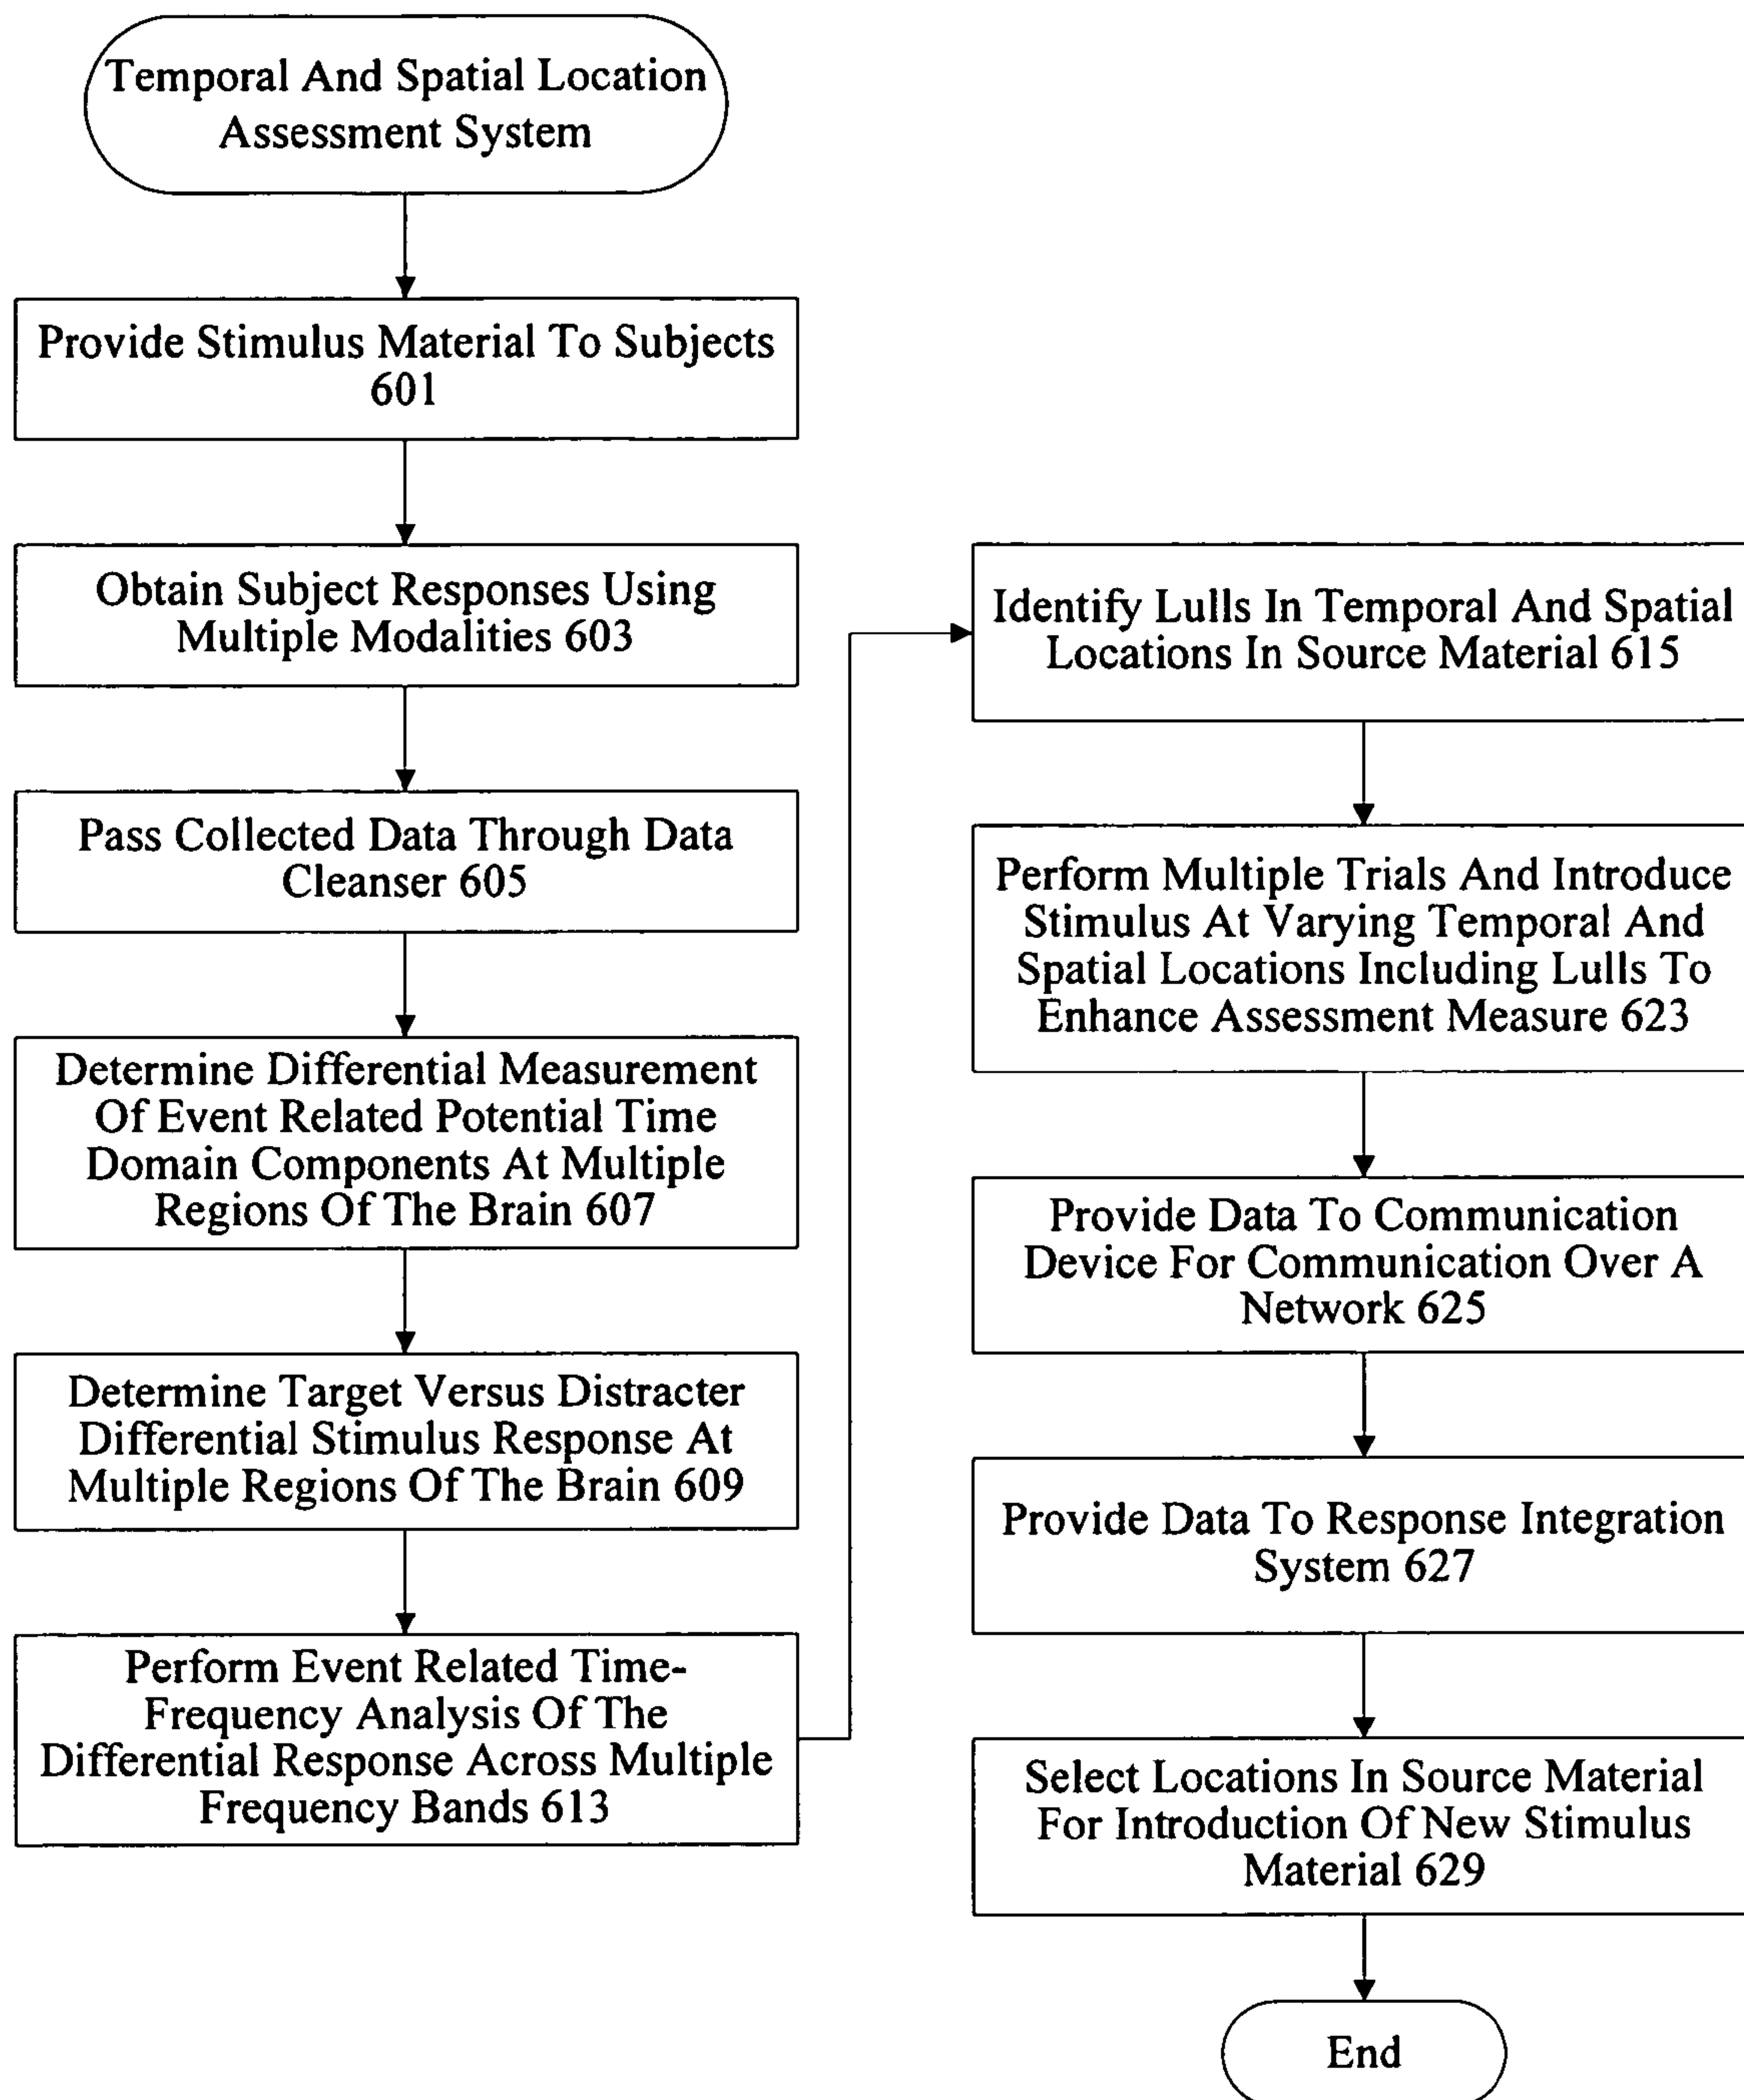 Temporal And Spatial Location
Assessment System
Provide Stimulus Material To Subjects
601
Obtain Subject Responses Using
Multiple Modalities 603
Pass Collected Data Through Data
Cleanser 605
Determine Differential Measurement
Of Event Related Potential Time
Domain Components At Multiple
Regions Of The Brain 607
Determine Target Versus Distracter
Differential Stimulus Response At
Multiple Regions Of The Brain 609
Perform Event Related Time-
Frequency Analysis Of The
Differential Response Across Multiple
Frequency Bands 613
Identify Lulls In Temporal And Spatial
Locations In Source Material 615
Perform Multiple Trials And Introduce
Stimulus At Varying Temporal And
Spatial Locations Including Lulls To
Enhance Assessment Measure 623
Provide Data To Communication
Device For Communication Over A
Network 625
Provide Data To Response Integration
System 627
Select Locations In Source Material
For Introduction Of New Stimulus
Material 629
End